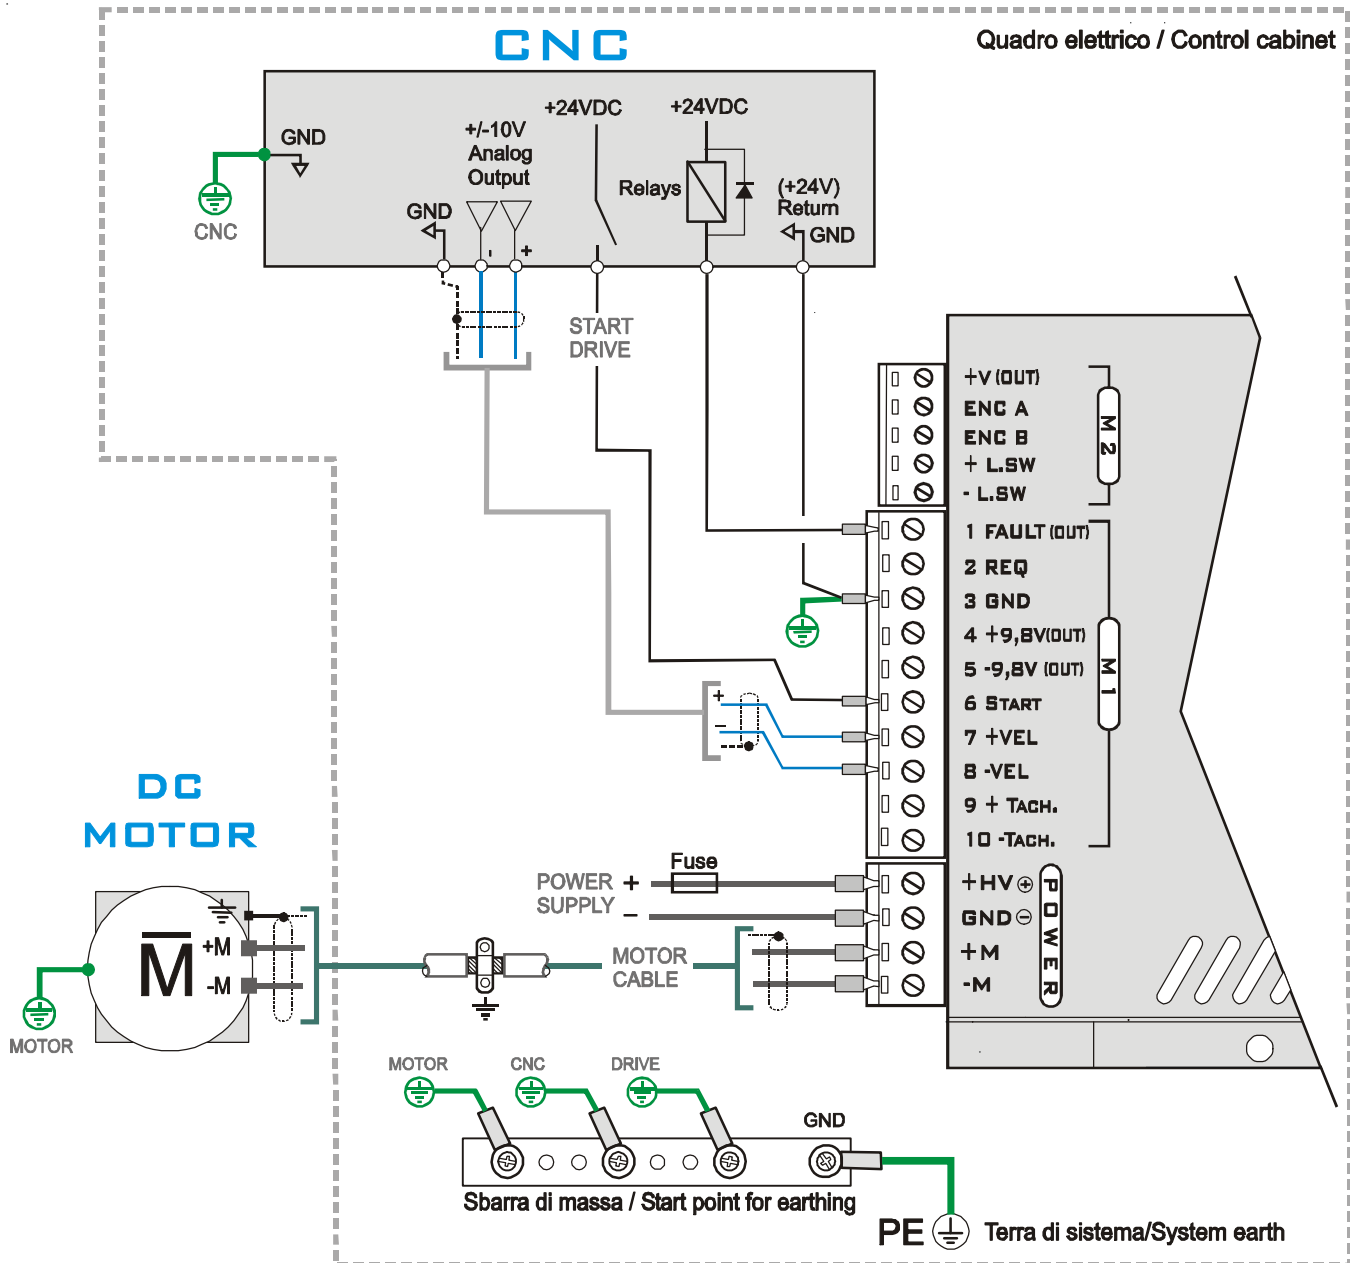 CNC
Quadro elettrico / Control cabinet
GND
CNC
+/-10V
Analog
Output
GND
-
+
+24VDC
+24VDC
Relays
(+24V)
Return
GND
START
DRIVE
+V (OUT)
ENC A
ENC B
+ L.SW
- L.SW
M 2
1 FAULT (OUT)
2 REQ
3 GND
4 +9,8V(OUT)
5 -9,8V (OUT)
6 START
7 +VEL
8 -VEL
9 + TACH.
10 -TACH.
M 1
+
-
DC
MOTOR
M
+M
-M
MOTOR
Fuse
POWER +
SUPPLY -
MOTOR
CABLE
+HV +
GND -
+M
-M
POWER
MOTOR
CNC
DRIVE
GND
Sbarra di massa / Start point for earthing
PE
Terra di sistema/System earth